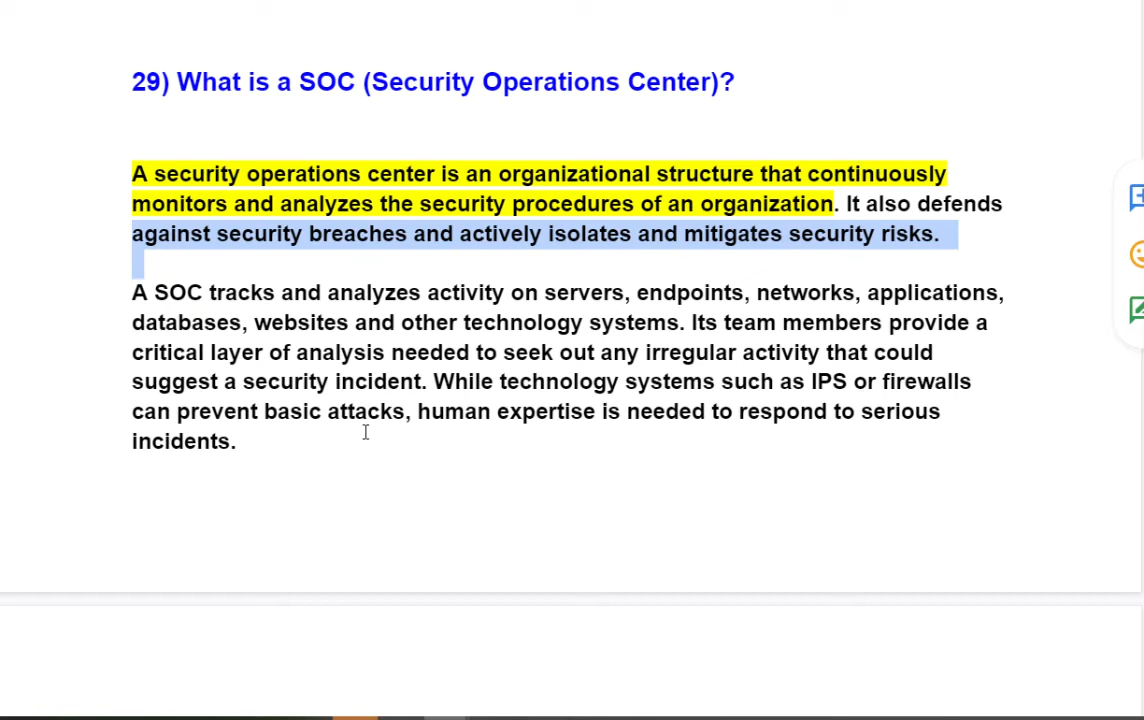 29) What is a SOC (Security Operations Center)?
A security operations center is an organizational structure that continuously
monitors and analyzes the security procedures of an organization. It also defends
against security breaches and actively isolates and mitigates security risks.
A SOC tracks and analyzes activity on servers, endpoints, networks, applications,
databases, websites and other technology systems. Its team members provide a
critical layer of analysis needed to seek out any irregular activity that could
suggest a security incident. While technology systems such as IPS or firewalls
can prevent basic attacks, human expertise is needed to respond to serious
incidents.